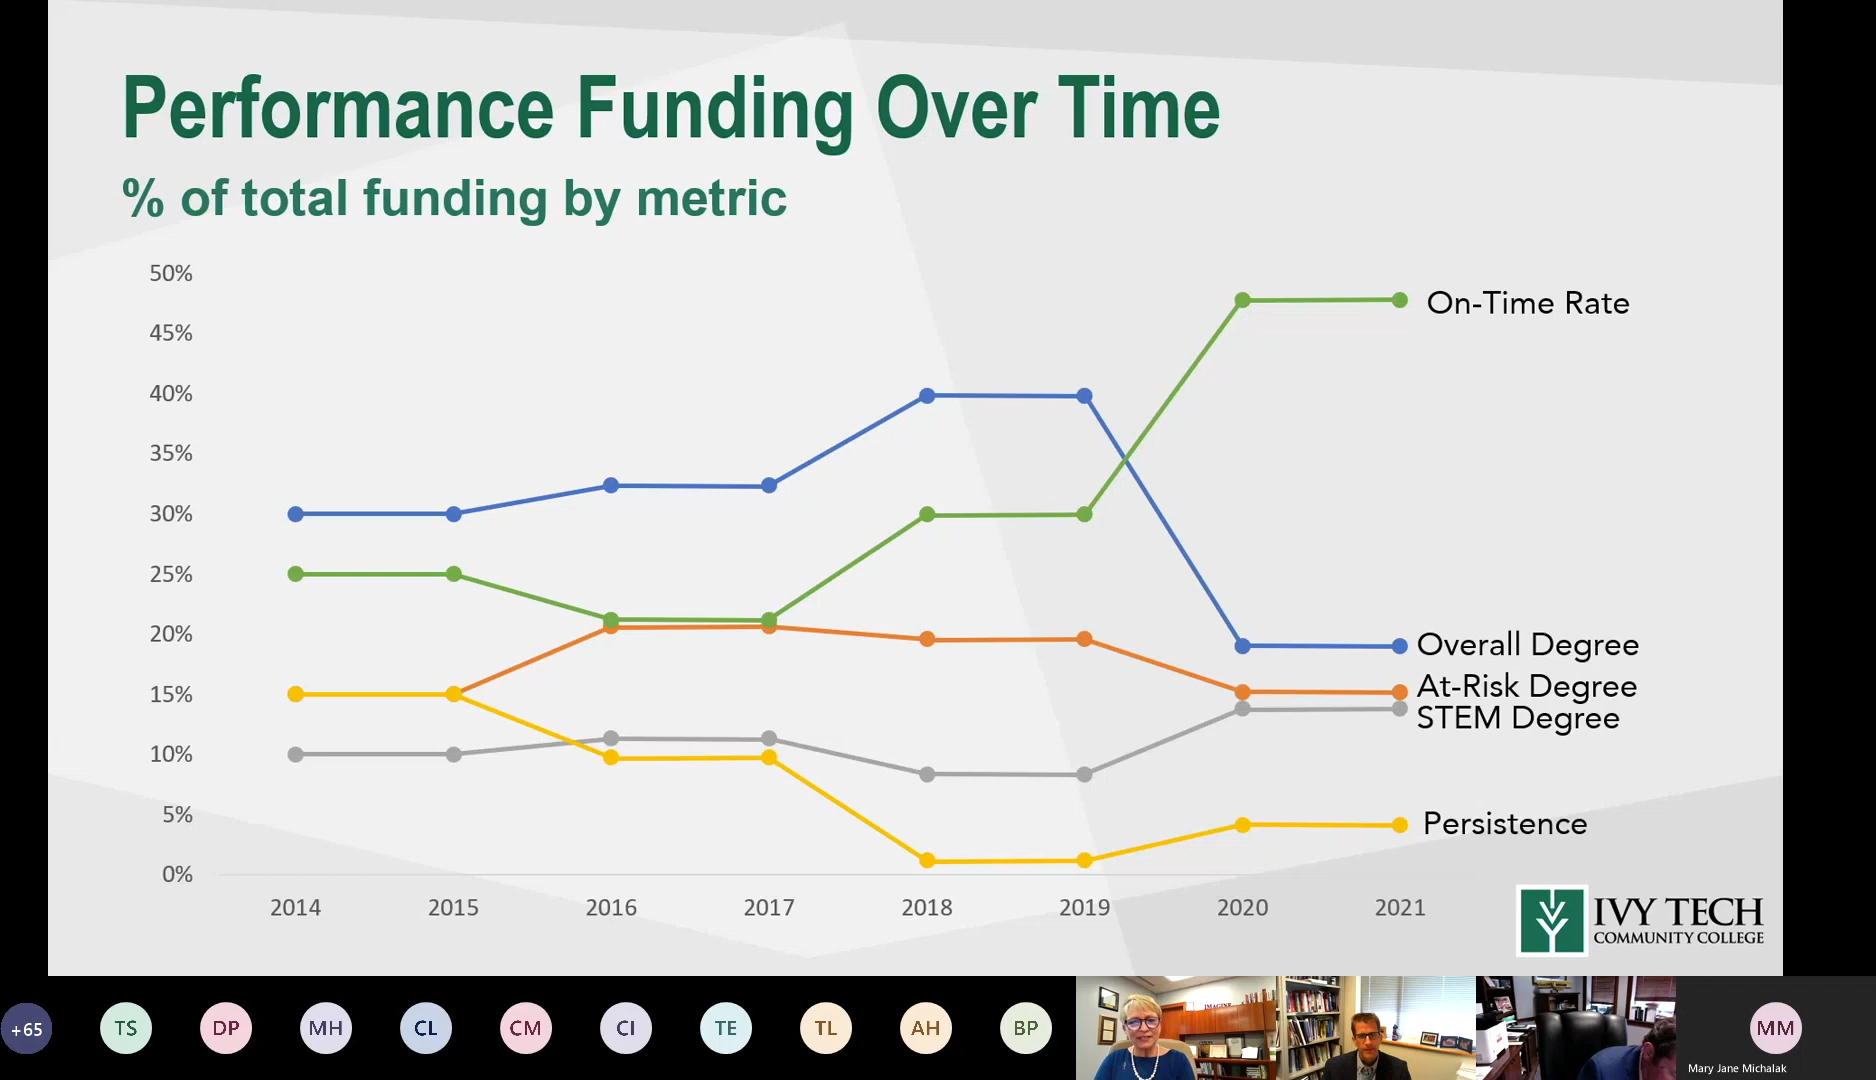 Performance Funding Over Time
% of total funding by metric
50%
45%
40%
35%
30%
25%
20%
15%
10%
5%
0%
On-Time Rate
Overall Degree
At-Risk Degree
STEM Degree
Persistence
2014 2015 2016 2017 2018 2019 2020 2021
IVY TECH
COMMUNITY COLLEGE
+65 TS DP MH CL CM CI TE TL AH BP MM
IMAGINE
Mary Jane Michalak